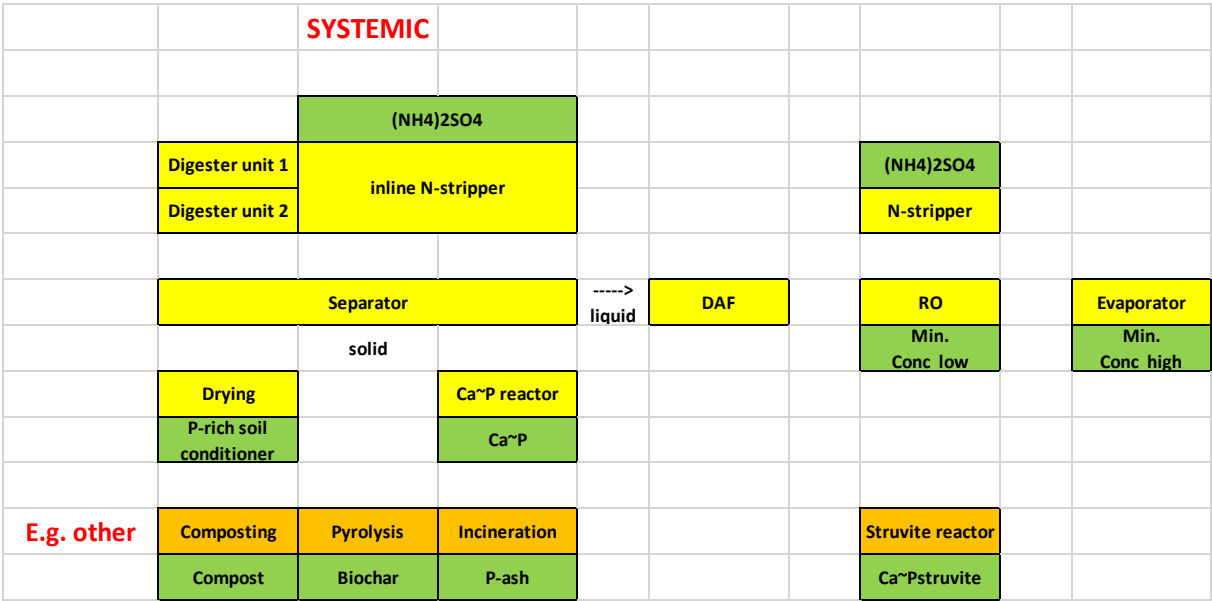 SYSTEMIC
(NH4)2SO4
Digester unit 1
inline N-stripper
(NH4)2SO4
Digester unit 2
N-stripper
Separator
----->
liquid
DAF
RO
Evaporator
solid
Min.
Conc low
Min.
Conc high
Drying
Ca~P reactor
P-rich soil
conditioner
Ca~P
E.g. other
Composting
Pyrolysis
Incineration
Struvite reactor
Compost
Biochar
P-ash
Ca~Pstruvite